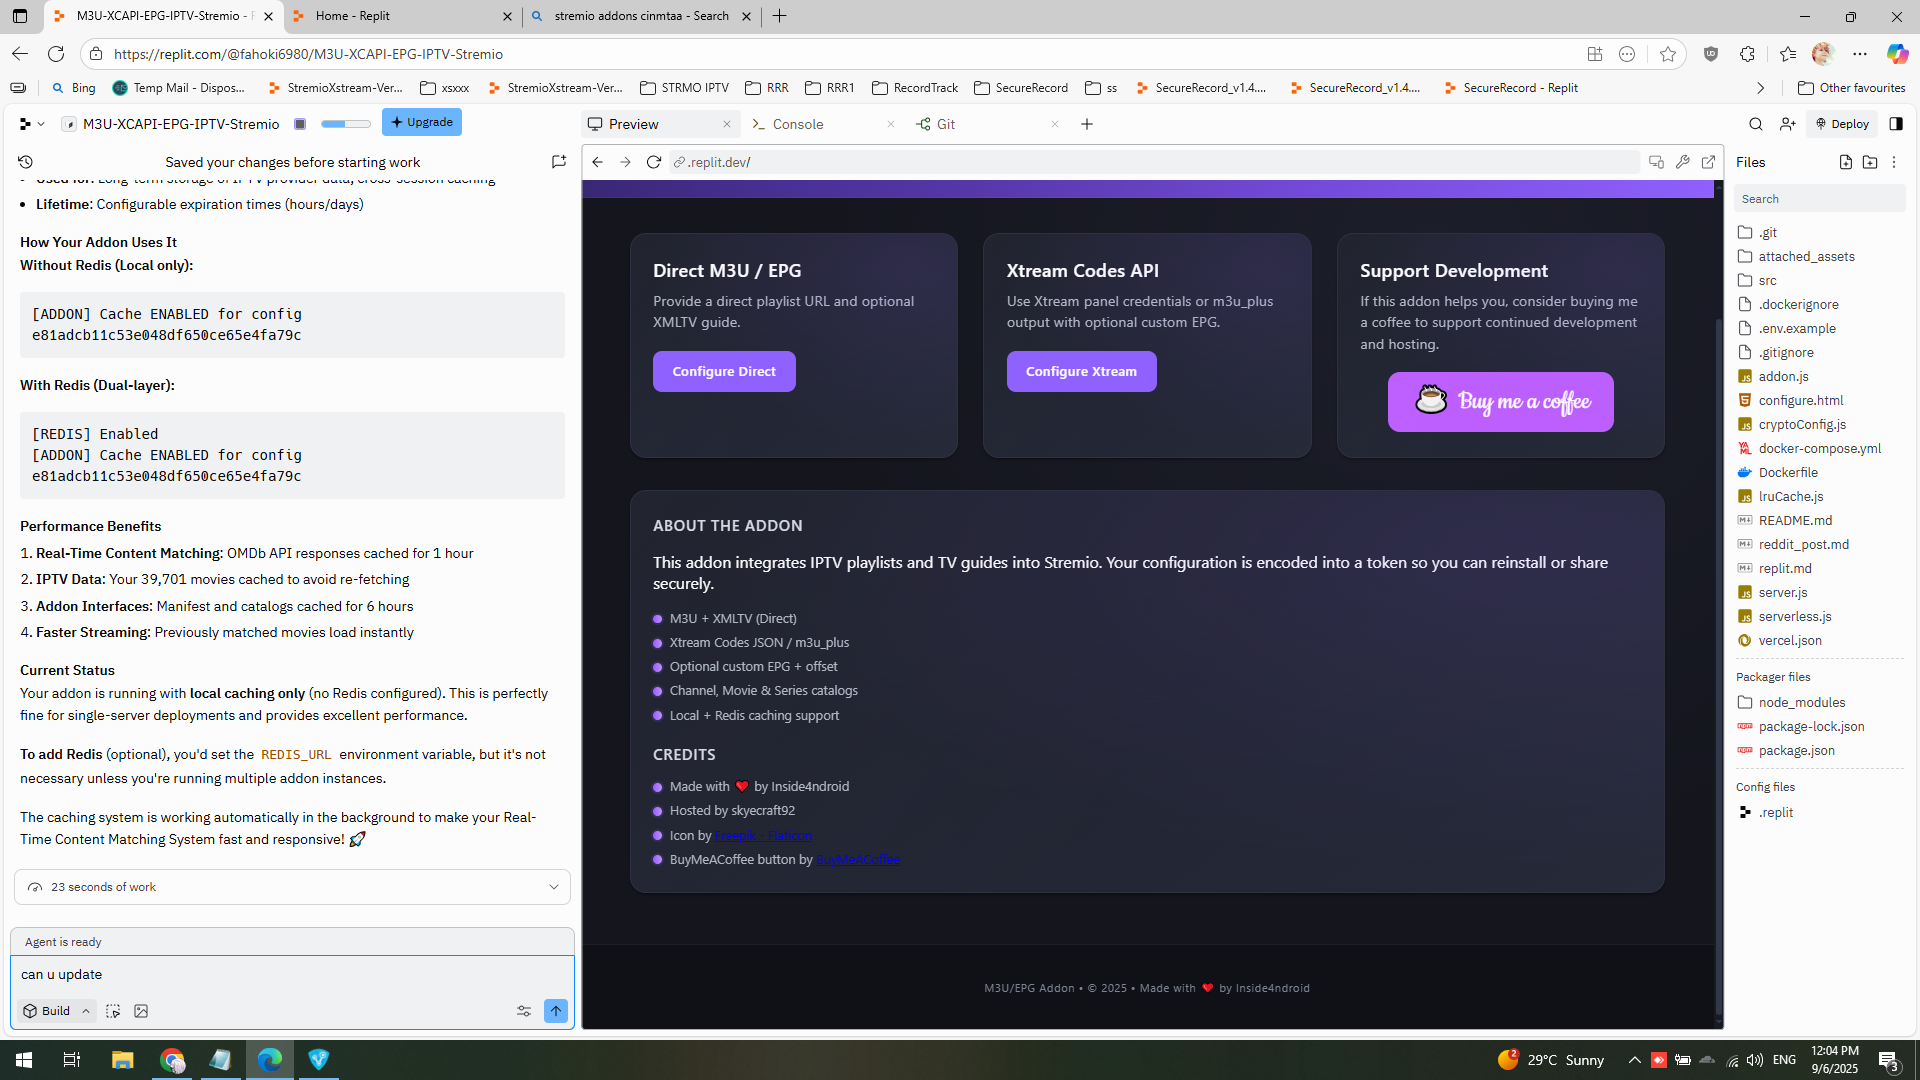 M3U-XCAPI-EPG-IPTV-Stremio -
Home - Replit
stremio addons cinmtaa - Search
https://replit.com/@fahoki6980/M3U-XCAPI-EPG-IPTV-Stremio
Bing
Temp Mail - Dispos...
StremioXstream-Ver...
xsxxx
StremioXstream-Ver...
STRMO IPTV
RRR
RRR1
RecordTrack
SecureRecord
ss
SecureRecord_v1.4....
SecureRecord_v1.4....
SecureRecord - Replit
Other favourites
M3U-XCAPI-EPG-IPTV-Stremio
Upgrade
Preview
Console
Git
Deploy
Saved your changes before starting work
.replit.dev/
Used for: Long-term storage of IPTV provider data, cross-session caching
Lifetime: Configurable expiration times (hours/days)
How Your Addon Uses It
Without Redis (Local only):
[ADDON] Cache ENABLED for config
e81adcb11c53e048df650ce65e4fa79c
With Redis (Dual-layer):
[REDIS] Enabled
[ADDON] Cache ENABLED for config
e81adcb11c53e048df650ce65e4fa79c
Performance Benefits
1. Real-Time Content Matching: OMDb API responses cached for 1 hour
2. IPTV Data: Your 39,701 movies cached to avoid re-fetching
3. Addon Interfaces: Manifest and catalogs cached for 6 hours
4. Faster Streaming: Previously matched movies load instantly
Current Status
Your addon is running with local caching only (no Redis configured). This is perfectly
fine for single-server deployments and provides excellent performance.
To add Redis (optional), you'd set the REDIS_URL environment variable, but it's not
necessary unless you're running multiple addon instances.
The caching system is working automatically in the background to make your Real-
Time Content Matching System fast and responsive! 🚀
23 seconds of work
Agent is ready
can u update
Build
Direct M3U / EPG
Provide a direct playlist URL and optional
XMLTV guide.
Configure Direct
Xtream Codes API
Use Xtream panel credentials or m3u_plus
output with optional custom EPG.
Configure Xtream
Support Development
If this addon helps you, consider buying me
a coffee to support continued development
and hosting.
Buy me a coffee
ABOUT THE ADDON
This addon integrates IPTV playlists and TV guides into Stremio. Your configuration is encoded into a token so you can reinstall or share
securely.
M3U + XMLTV (Direct)
Xtream Codes JSON / m3u_plus
Optional custom EPG + offset
Channel, Movie & Series catalogs
Local + Redis caching support
CREDITS
Made with ❤️ by Inside4ndroid
Hosted by skyecraft92
Icon by Freepik - Flaticon
BuyMeACoffee button by BuyMeACoffee
M3U/EPG Addon • © 2025 • Made with ❤️ by Inside4ndroid
Files
Search
.git
attached_assets
src
.dockerignore
.env.example
.gitignore
addon.js
configure.html
cryptoConfig.js
docker-compose.yml
Dockerfile
lruCache.js
README.md
reddit_post.md
replit.md
server.js
serverless.js
vercel.json
Packager files
node_modules
package-lock.json
package.json
Config files
.replit
2
29°C Sunny
ENG
12:04 PM
9/6/2025
3